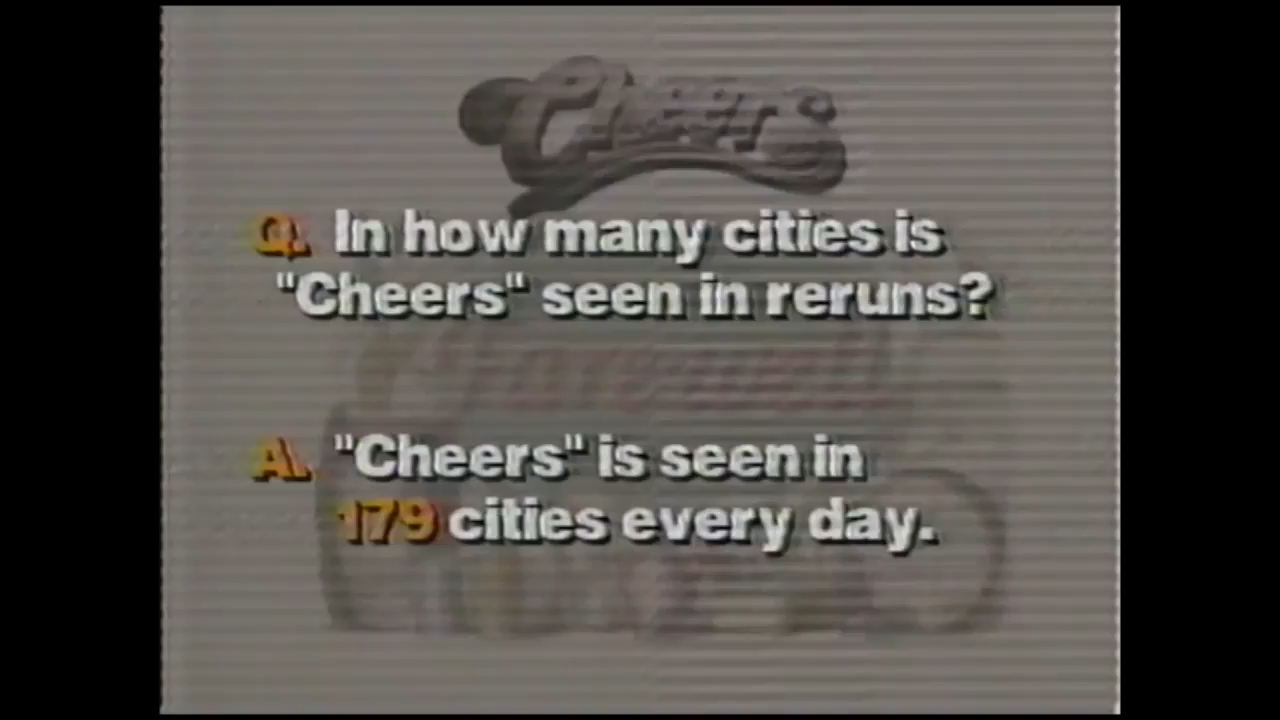 Cheers
Q. In how many cities is
"Cheers" seen in reruns?
A. "Cheers" is seen in
179 cities every day.